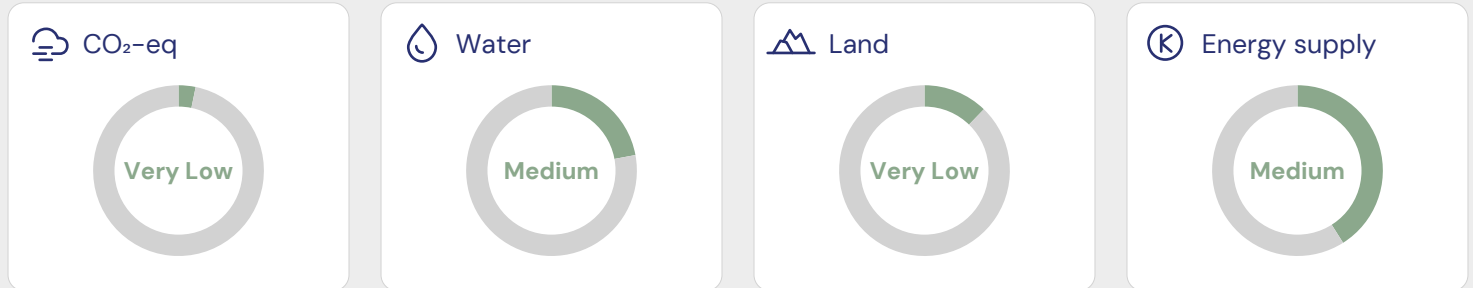 CO₂-eq
Very Low
Water
Medium
Land
Very Low
Energy supply
Medium